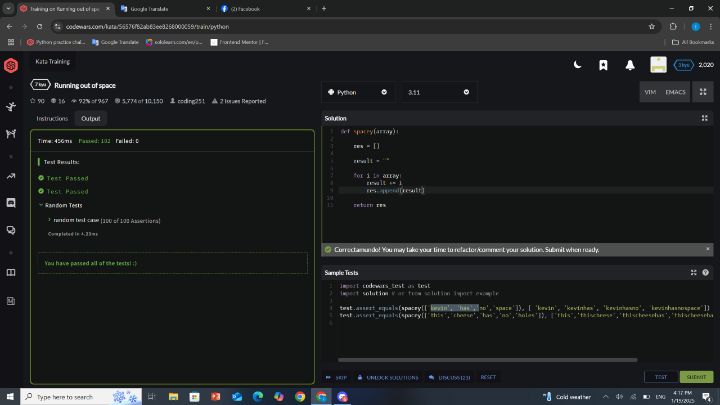 Training on Running out of spac
Google Translate
(2) Facebook
codewars.com/kata/56576f82ab83ee8268000059/train/python
Python practice chal...
Google Translate
sololearn.com/en/p...
Frontend Mentor | F...
All Bookmarks
Kata Training
7 kyu
Running out of space
90
16
92% of 967
5,774 of 10,150
coding251
2 Issues Reported
2,020
Python
3.11
VIM
EMACS
Instructions
Output
Time: 456ms Passed: 102 Failed: 0
Test Results:
Test Passed
Test Passed
Random Tests
random test case (100 of 100 Assertions)
Completed in 4.23ms
You have passed all of the tests! :)
Solution
1 def spacey(array):
2
3 res = []
4
5 result = ""
6
7 for i in array:
8 result += i
9 res.append(result)
10
11 return res
Correctamundo! You may take your time to refactor/comment your solution. Submit when ready.
Sample Tests
1 import codewars_test as test
2 import solution # or from solution import example
3
4 test.assert_equals(spacey(['kevin', 'has','no','space']), [ 'kevin', 'kevinhas', 'kevinhasno', 'kevinhasnospace'])
5 test.assert_equals(spacey(['this','cheese','has','no','holes']), ['this','thischeese','thischeesehas','thischeeseha
6
SKIP
UNLOCK SOLUTIONS
DISCUSS (23)
RESET
TEST
SUBMIT
Type here to search
Cold weather
ENG
4:17 PM
1/19/2025